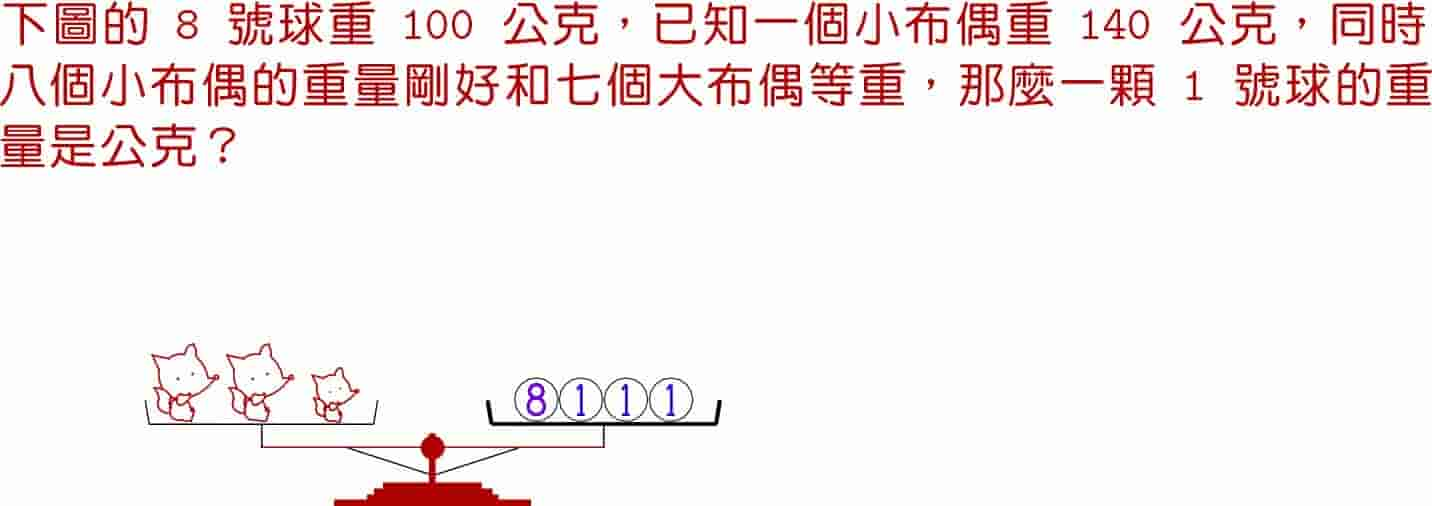 下圖的 8 號球重 100 公克，已知一個小布偶重 140 公克，同時
八個小布偶的重量剛好和七個大布偶等重，那麼一顆 1 號球的重
量是公克？
8 1 1 1